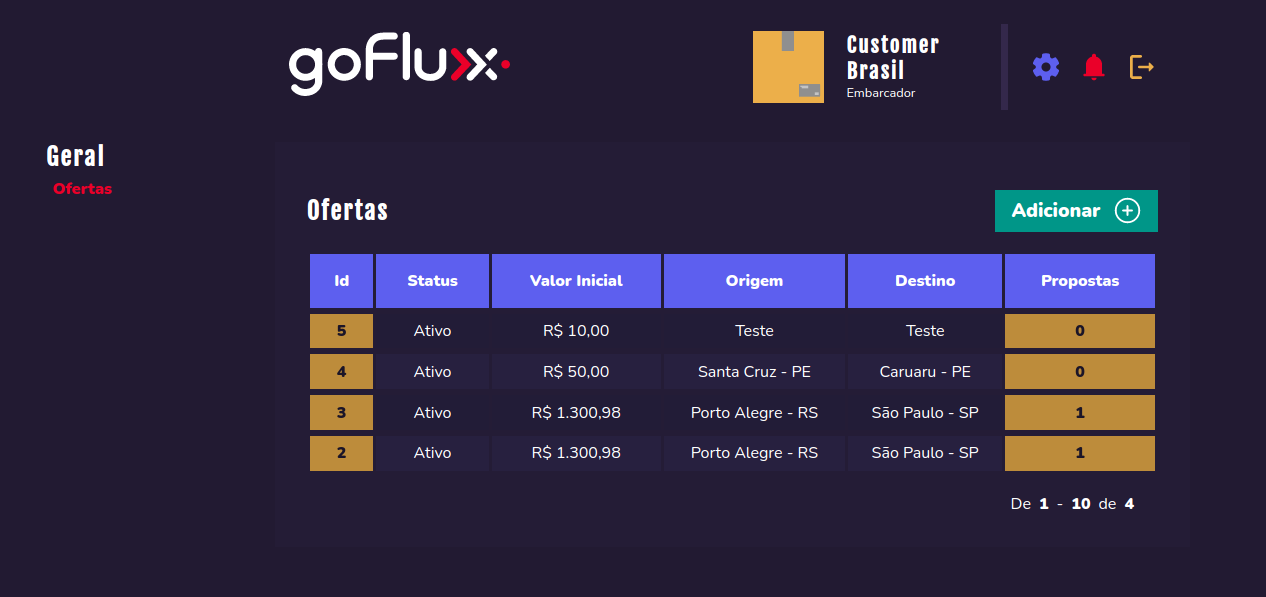 goFlux
Customer
Brasil
Embarcador
Geral
Ofertas
Ofertas
Adicionar
Id Status Valor Inicial Origem Destino Propostas
5 Ativo R$ 10,00 Teste Teste 0
4 Ativo R$ 50,00 Santa Cruz - PE Caruaru - PE 0
3 Ativo R$ 1.300,98 Porto Alegre - RS São Paulo - SP 1
2 Ativo R$ 1.300,98 Porto Alegre - RS São Paulo - SP 1
De 1 - 10 de 4